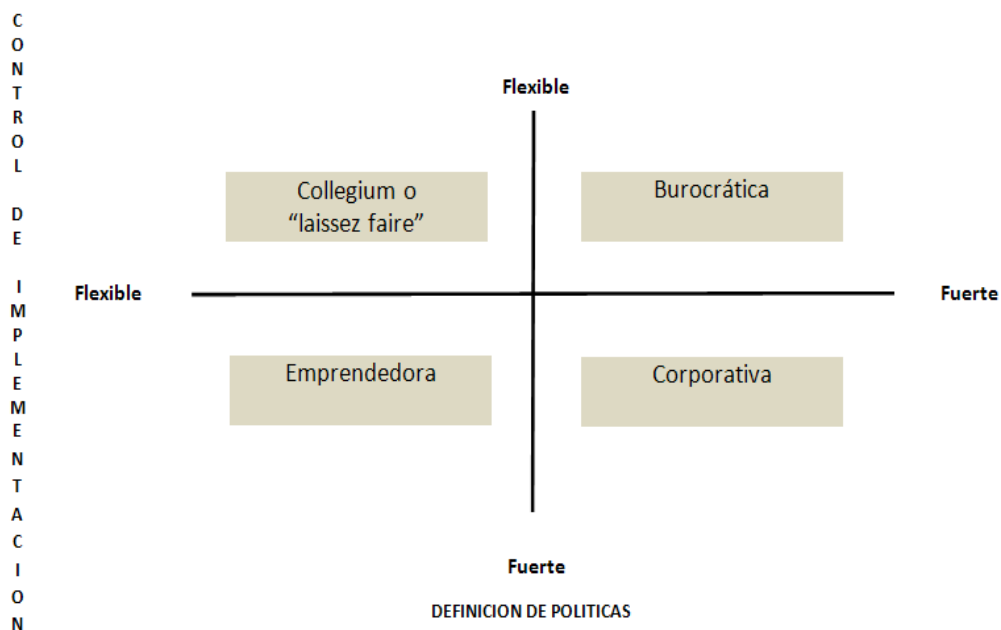 CONTROL DE IMPLEMENTACION
Flexible
Collegium o
“laissez faire”
Burocrática
Flexible
Fuerte
Emprendedora
Corporativa
Fuerte
DEFINICION DE POLITICAS